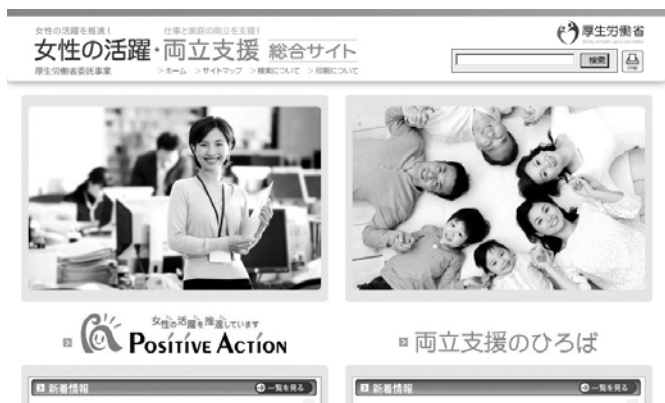 女性の活躍を推進! 仕事と家庭の両立を支援!
女性の活躍・両立支援 総合サイト
厚生労働省委託事業
>ホーム >サイトマップ >検索について >印刷について
厚生労働省
検索
女性の活躍を推進しています
POSITIVE ACTION
両立支援のひろば
新着情報 一覧を見る
新着情報 一覧を見る